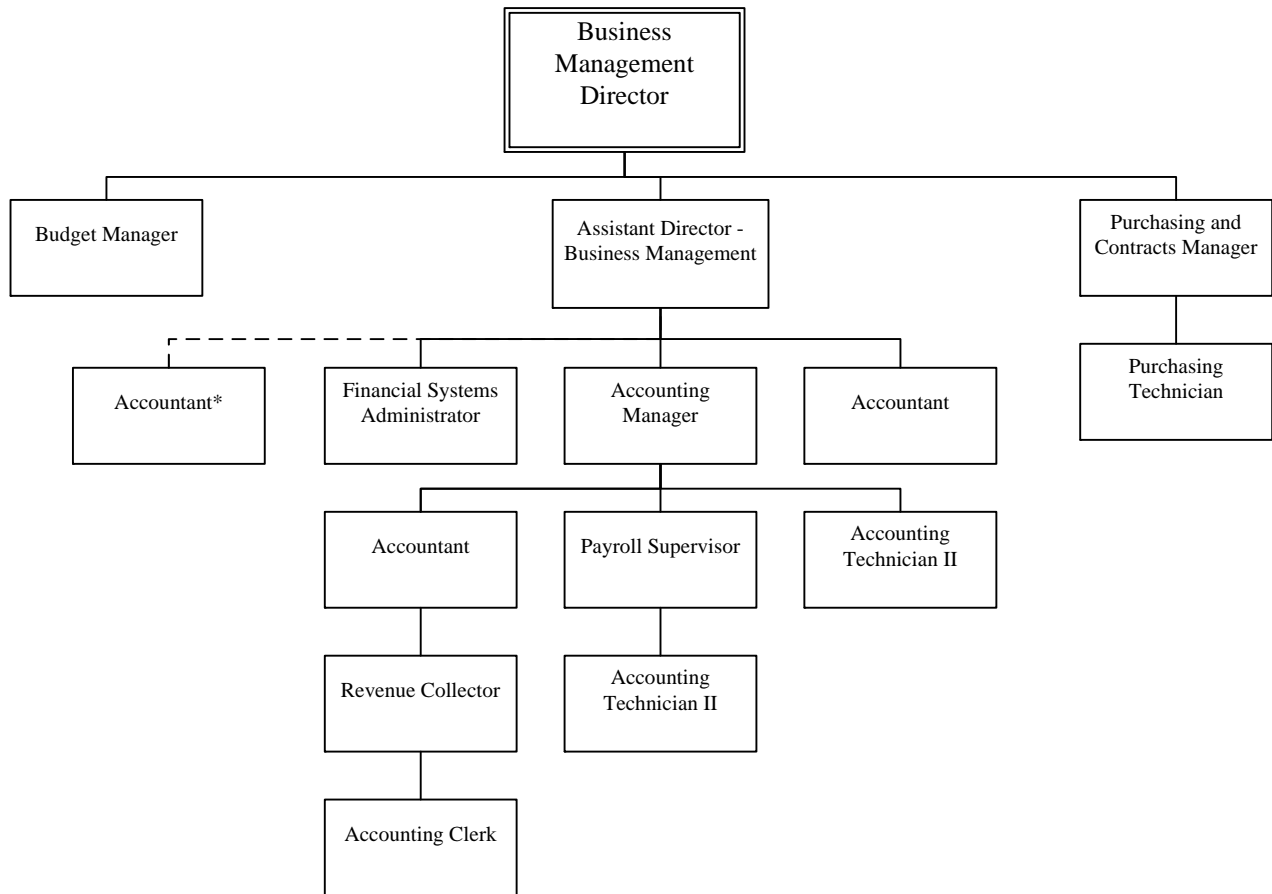 Business
Management
Director
Budget Manager
Assistant Director -
Business Management
Purchasing and
Contracts Manager
Accountant*
Financial Systems
Administrator
Accounting
Manager
Accountant
Purchasing
Technician
Accountant
Payroll Supervisor
Accounting
Technician II
Revenue Collector
Accounting
Technician II
Accounting Clerk